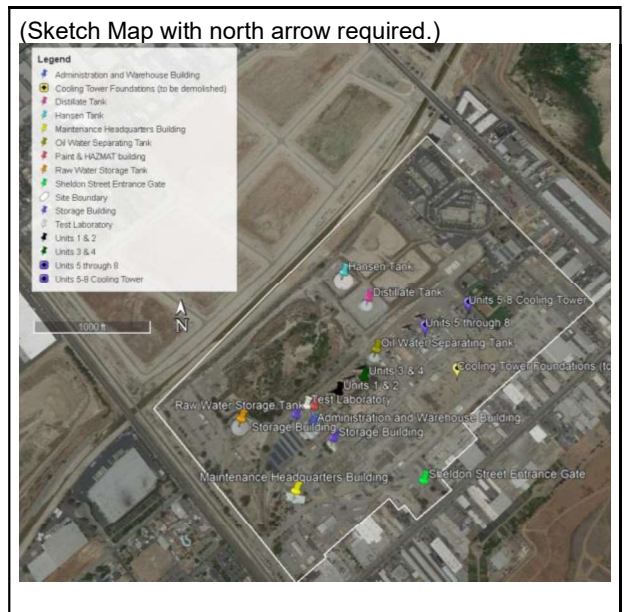 (Sketch Map with north arrow required.)
Legend
Administration and Warehouse Building
Cooling Tower Foundations (to be demolished)
Distillate Tank
Hansen Tank
Maintenance Headquarters Building
Oil Water Separating Tank
Paint & HAZMAT building
Raw Water Storage Tank
Sheldon Street Entrance Gate
Site Boundary
Storage Building
Test Laboratory
Units 1 & 2
Units 3 & 4
Units 5 through 8
Units 5-8 Cooling Tower
N
1000 ft
Hansen Tank
Distillate Tank
Units 5-8 Cooling Tower
Units 5 through 8
Oil Water Separating Tank
Cooling Tower Foundations (to
Units 3 & 4
Units 1 & 2
Raw Water Storage Tank
Test Laboratory
Administration and Warehouse Building
Storage Building
Storage Building
Maintenance Headquarters Building
Sheldon Street Entrance Gate